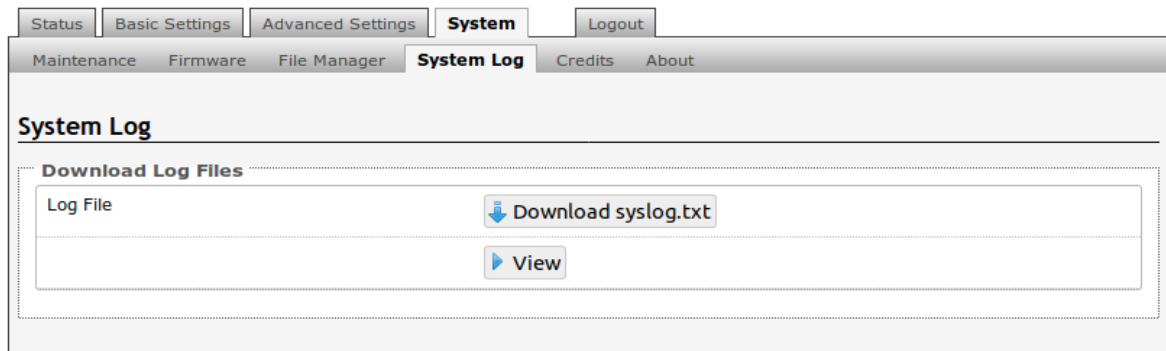 Status Basic Settings Advanced Settings System Logout
Maintenance Firmware File Manager System Log Credits About
System Log
Download Log Files
Log File Download syslog.txt
View